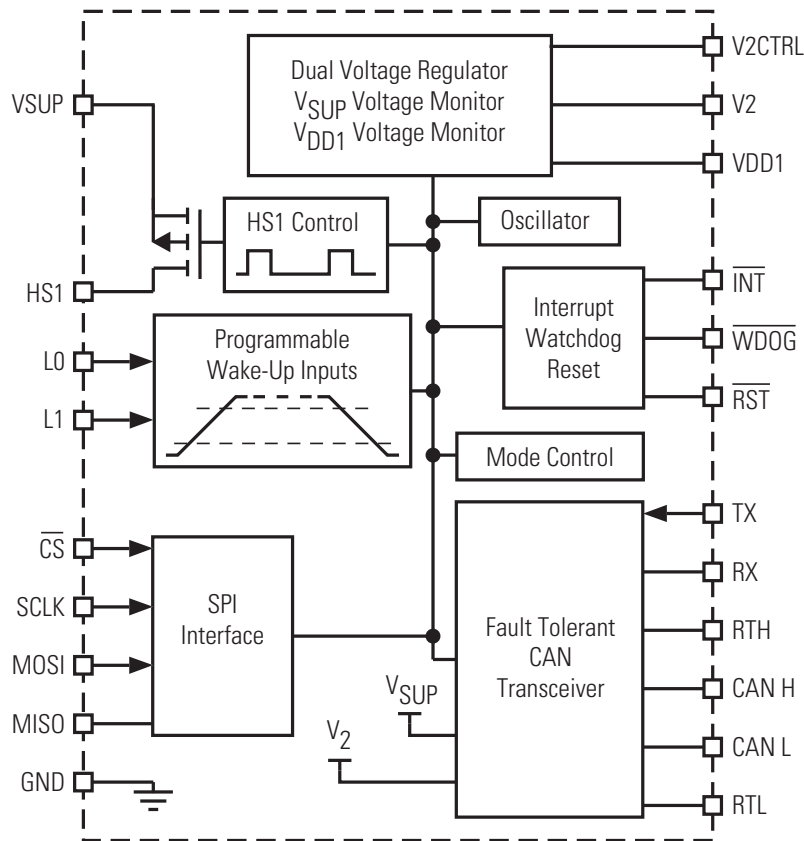 Dual Voltage Regulator
VSUP Voltage Monitor
VDD1 Voltage Monitor
V2CTRL
V2
VDD1
VSUP
HS1 Control
Oscillator
HS1
Programmable
Wake-Up Inputs
L0
L1
Interrupt
Watchdog
Reset
INT
WDOG
RST
Mode Control
CS
SCLK
MOSI
MISO
GND
SPI
Interface
Fault Tolerant
CAN
Transceiver
VSUP
V2
TX
RX
RTH
CAN H
CAN L
RTL